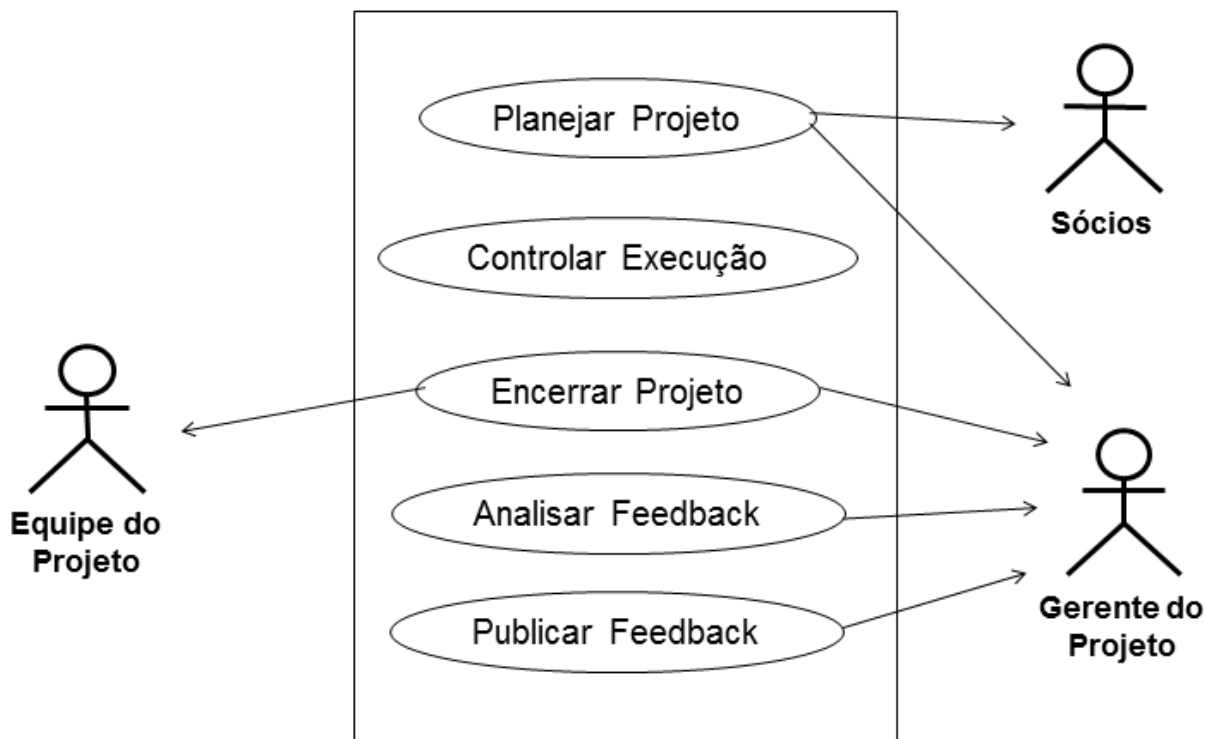 Planejar Projeto
Sócios
Controlar Execução
Encerrar Projeto
Equipe do
Projeto
Analisar Feedback
Publicar Feedback
Gerente do
Projeto